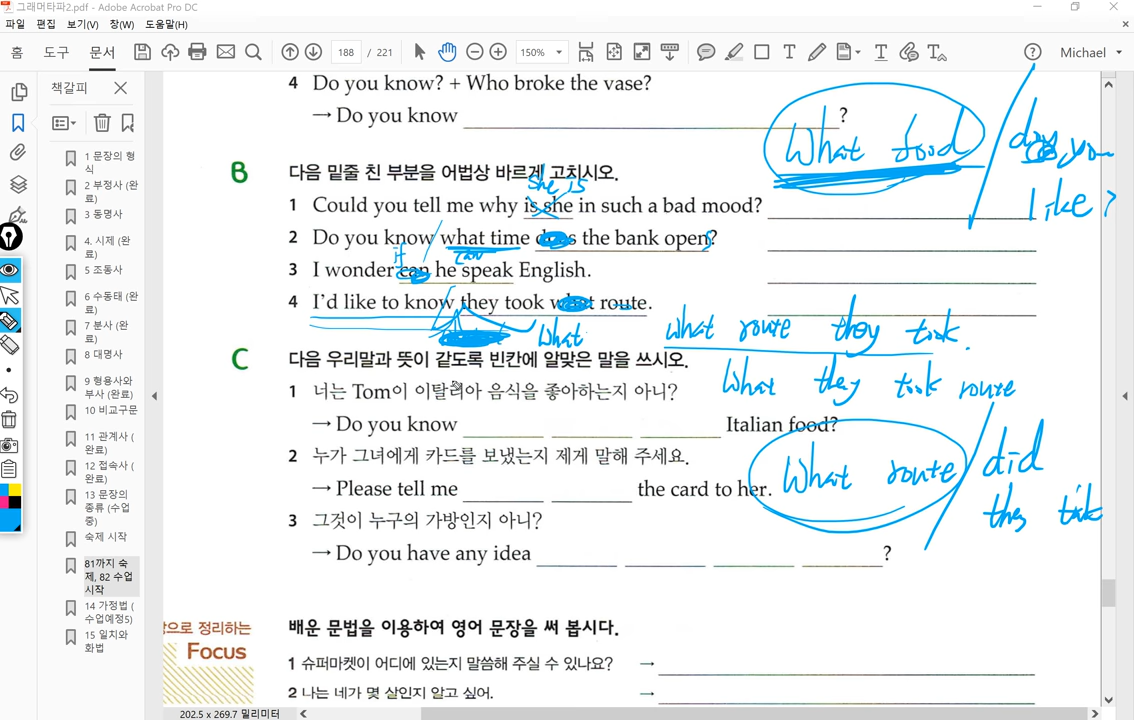 그래머타파2.pdf - Adobe Acrobat Pro DC
파일 편집 보기(V) 창(W) 도움말(H)
홈 도구 문서 188 / 221 150% Michael
책갈피
1 문장의 형식
2 부정사 (완료)
3 동명사
4. 시제 (완료)
5 조동사
6 수동태 (완료)
7 분사 (완료)
8 대명사
9 형용사와 부사 (완료)
10 비교구문
11 관계사 (완료)
12 접속사 (완료)
13 문장의 종류 (수업중)
숙제 시작
81까지 숙제, 82 수업 시작
14 가정법 (수업예정5)
15 일치와 화법
4 Do you know? + Who broke the vase?
→ Do you know ?
What food / do you like?
B 다음 밑줄 친 부분을 어법상 바르게 고치시오.
she is
1 Could you tell me why is she in such a bad mood?
2 Do you know what time does the bank open? s
if can
3 I wonder can he speak English.
4 I'd like to know they took what route.
What
what route they took.
What they took route
C 다음 우리말과 뜻이 같도록 빈칸에 알맞은 말을 쓰시오.
1 너는 Tom이 이탈리아 음식을 좋아하는지 아니?
→ Do you know Italian food?
2 누가 그녀에게 카드를 보냈는지 제게 말해 주세요.
→ Please tell me the card to her.
What route / did they
3 그것이 누구의 가방인지 아니?
→ Do you have any idea ?
으로 정리하는
Focus
배운 문법을 이용하여 영어 문장을 써 봅시다.
1 슈퍼마켓이 어디에 있는지 말씀해 주실 수 있나요? →
2 나는 네가 몇 살인지 알고 싶어. →
202.5 x 269.7 밀리미터